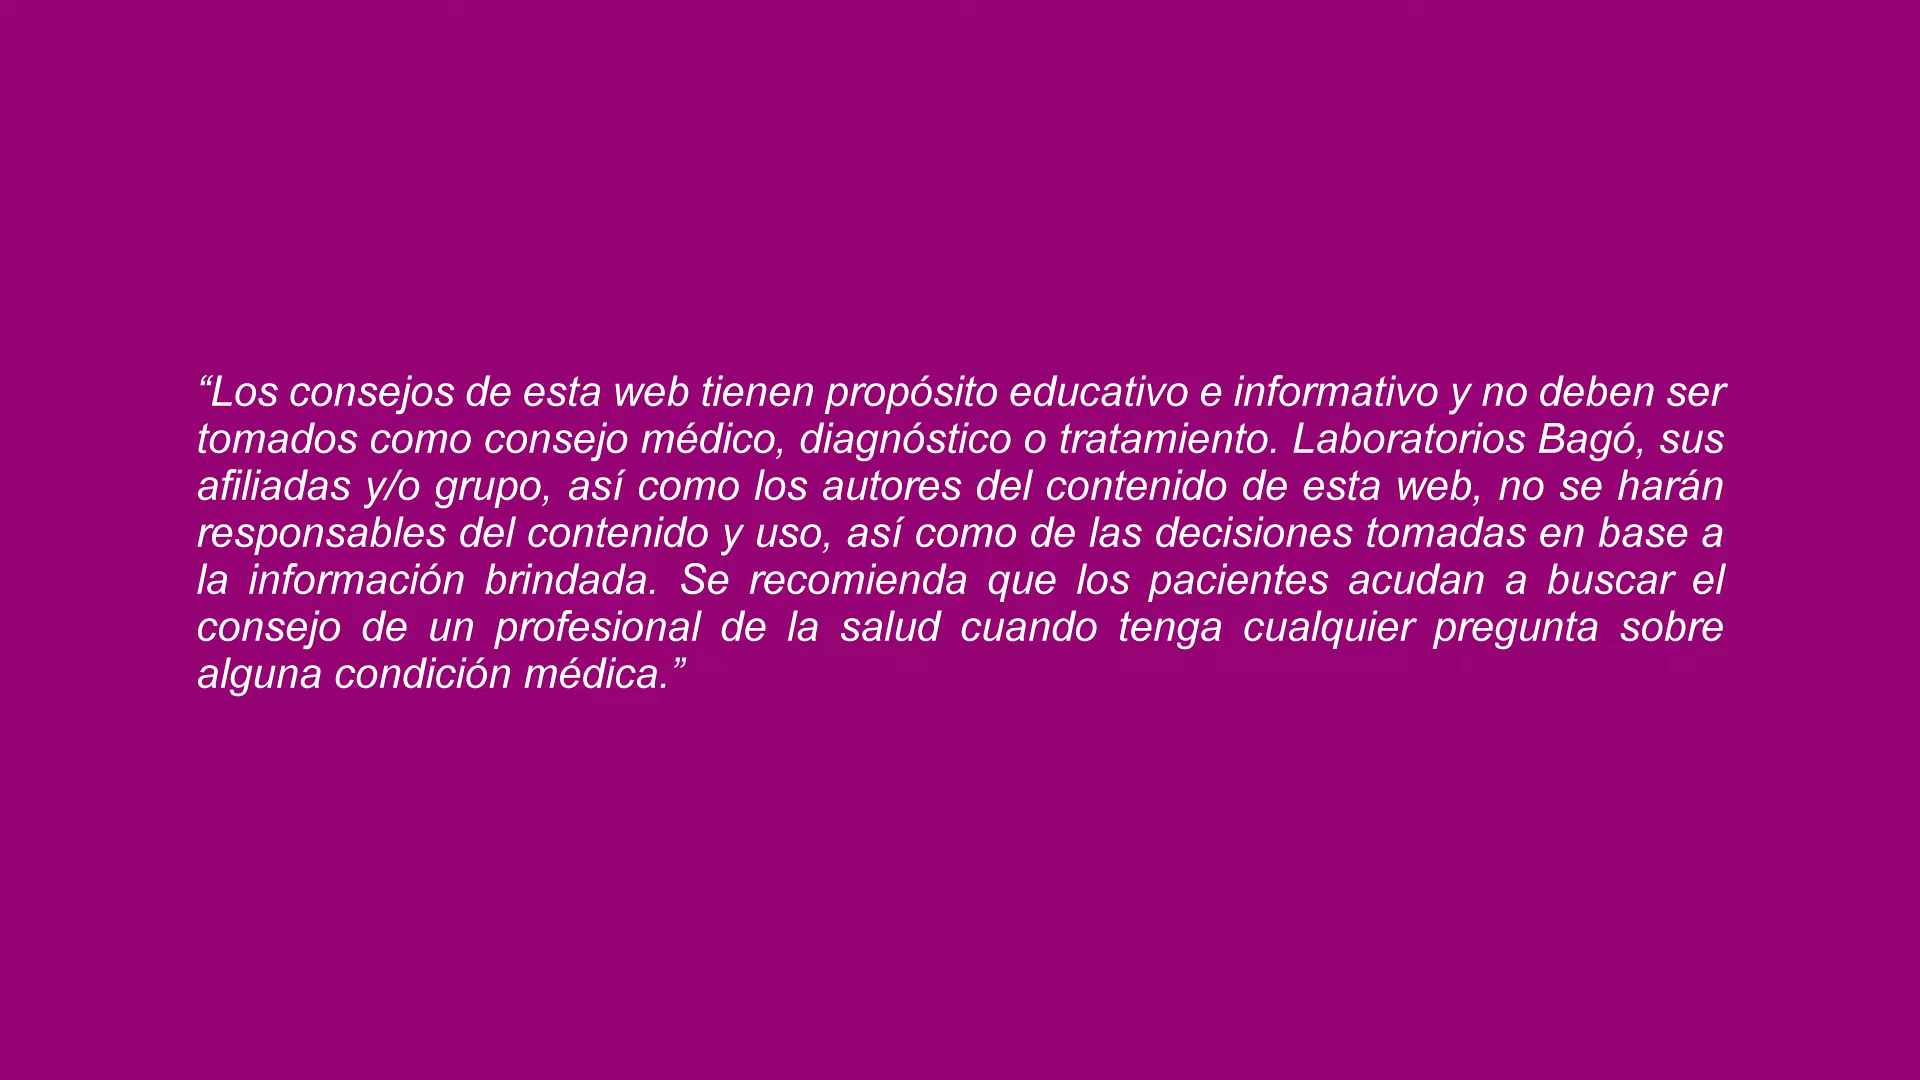 “Los consejos de esta web tienen propósito educativo e informativo y no deben ser
tomados como consejo médico, diagnóstico o tratamiento. Laboratorios Bagó, sus
afiliadas y/o grupo, así como los autores del contenido de esta web, no se harán
responsables del contenido y uso, así como de las decisiones tomadas en base a
la información brindada. Se recomienda que los pacientes acudan a buscar el
consejo de un profesional de la salud cuando tenga cualquier pregunta sobre
alguna condición médica.”